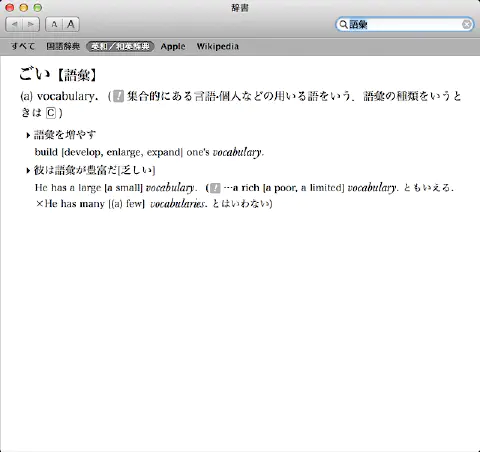 辞書
A A
語彙
すべて 国語辞典 英和/和英辞典 Apple Wikipedia
ごい【語彙】
(a) vocabulary. (! 集合的にある言語・個人などの用いる語をいう. 語彙の種類をいうと
きは C )
▶ 語彙を増やす
build [develop, enlarge, expand] one's vocabulary.
▶ 彼は語彙が豊富だ[乏しい]
He has a large [a small] vocabulary. (! …a rich [a poor, a limited] vocabulary. ともいえる.
×He has many [(a) few] vocabularies. とはいわない)